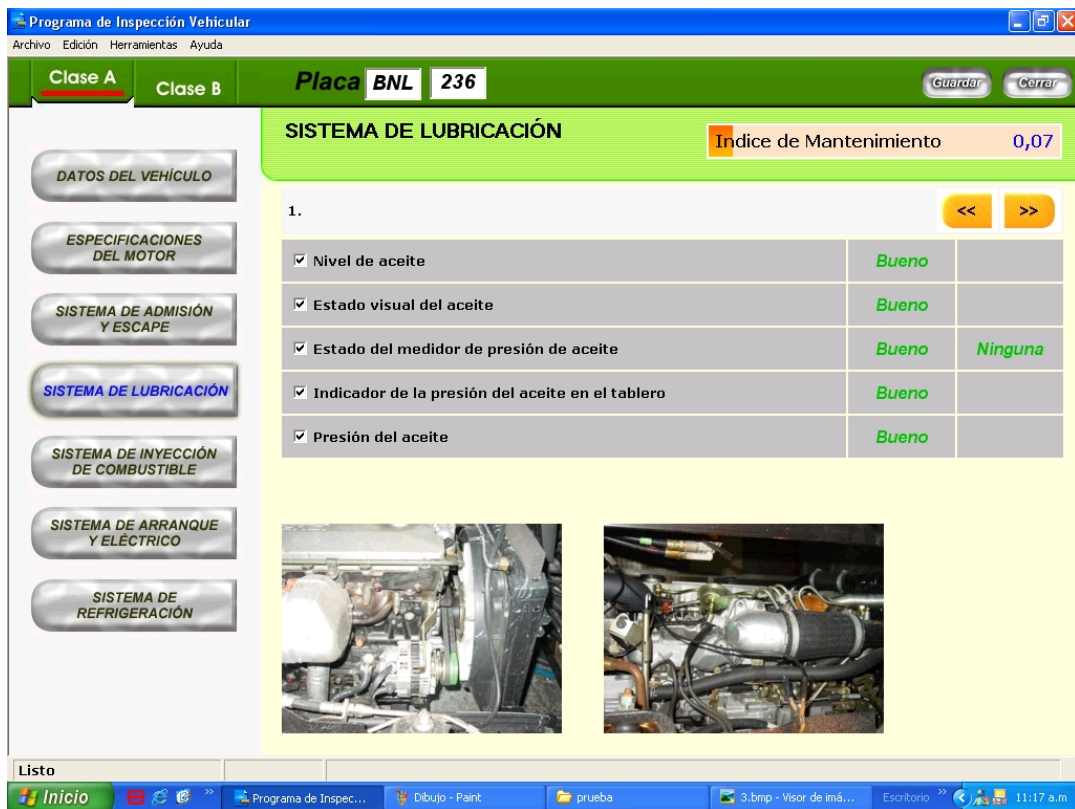 Programa de Inspección Vehicular
Archivo Edición Herramientas Ayuda
Clase A
Clase B
Placa BNL 236
Guardar
Cerrar
SISTEMA DE LUBRICACIÓN
Indice de Mantenimiento 0,07
DATOS DEL VEHÍCULO
ESPECIFICACIONES
DEL MOTOR
SISTEMA DE ADMISIÓN
Y ESCAPE
SISTEMA DE LUBRICACIÓN
SISTEMA DE INYECCIÓN
DE COMBUSTIBLE
SISTEMA DE ARRANQUE
Y ELÉCTRICO
SISTEMA DE
REFRIGERACIÓN
1.
<< >>
Nivel de aceite Bueno
Estado visual del aceite Bueno
Estado del medidor de presión de aceite Bueno Ninguna
Indicador de la presión del aceite en el tablero Bueno
Presión del aceite Bueno
Listo
Inicio
Programa de Inspec...
Dibujo - Paint
prueba
3.bmp - Visor de imá...
Escritorio
11:17 a.m.